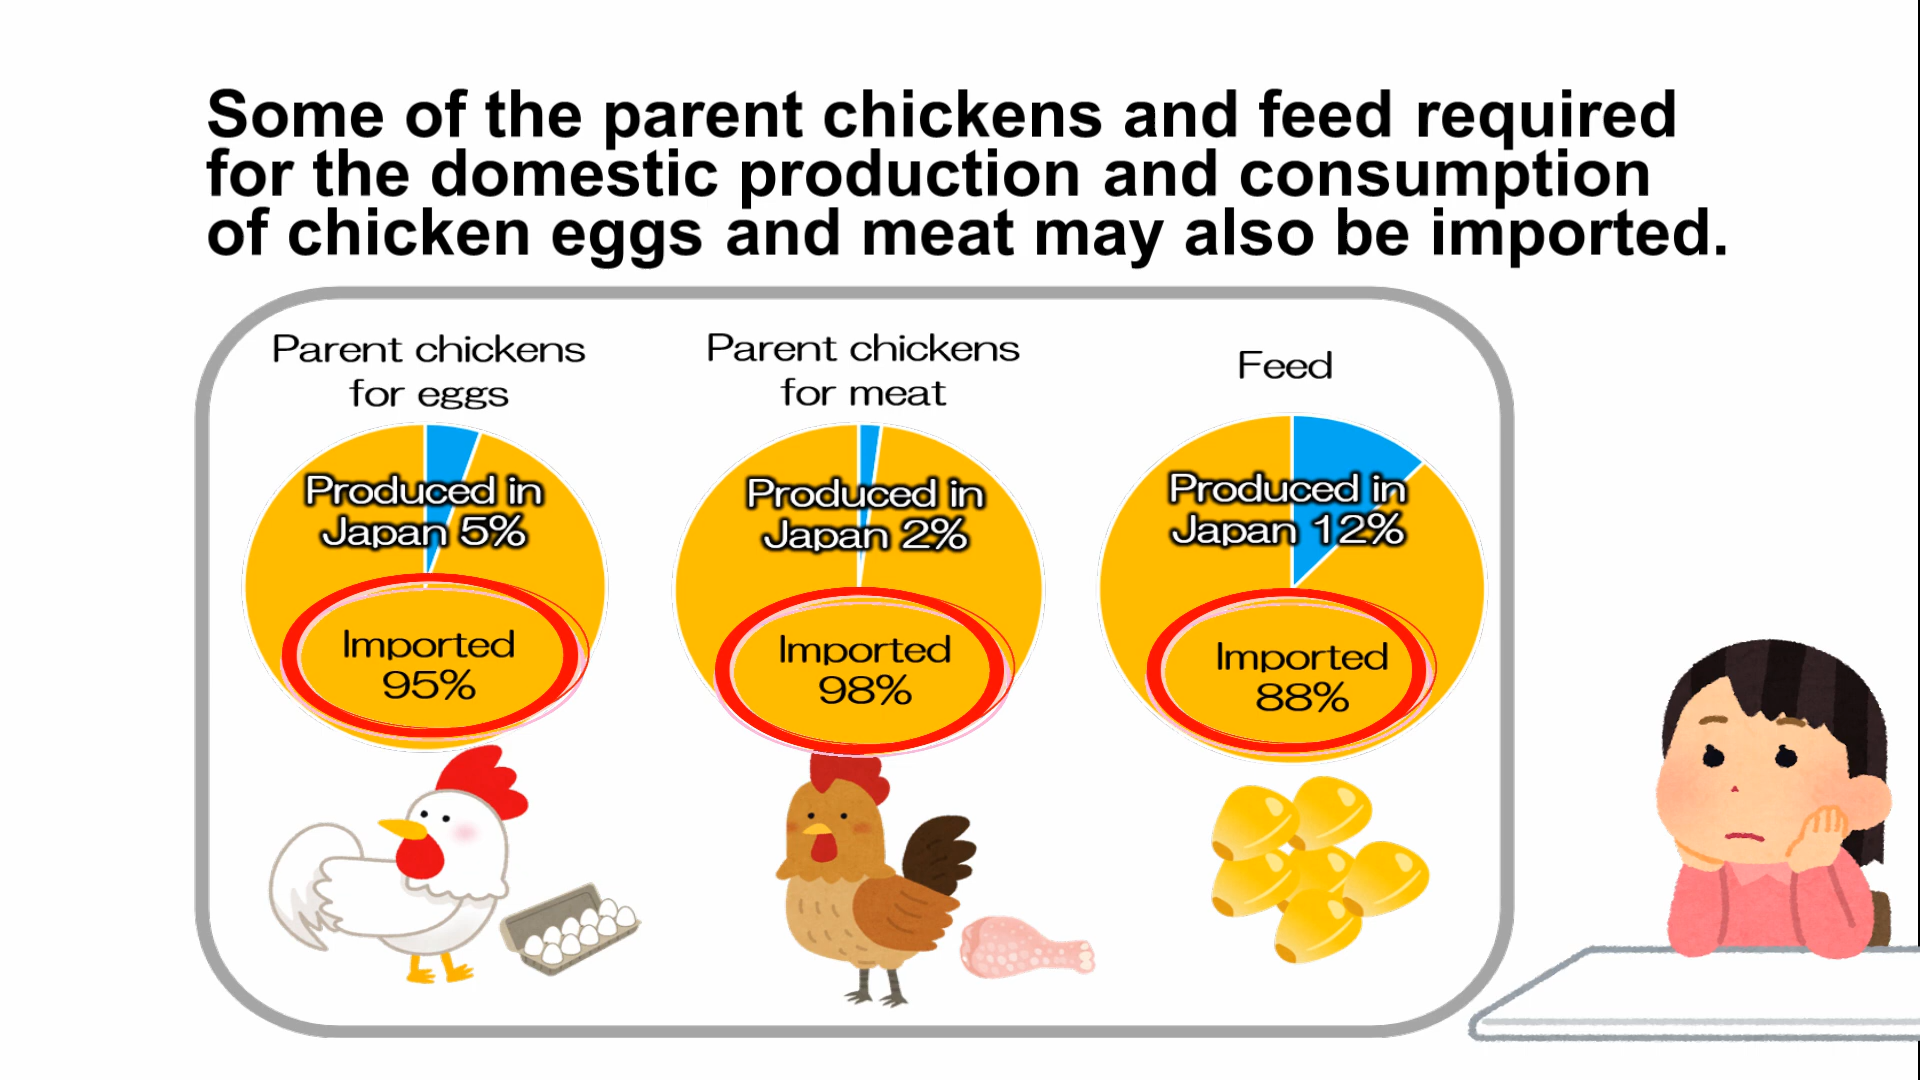 Some of the parent chickens and feed required
for the domestic production and consumption
of chicken eggs and meat may also be imported.
Parent chickens
for eggs
Produced in
Japan 5%
Imported
95%
Parent chickens
for meat
Produced in
Japan 2%
Imported
98%
Feed
Produced in
Japan 12%
Imported
88%